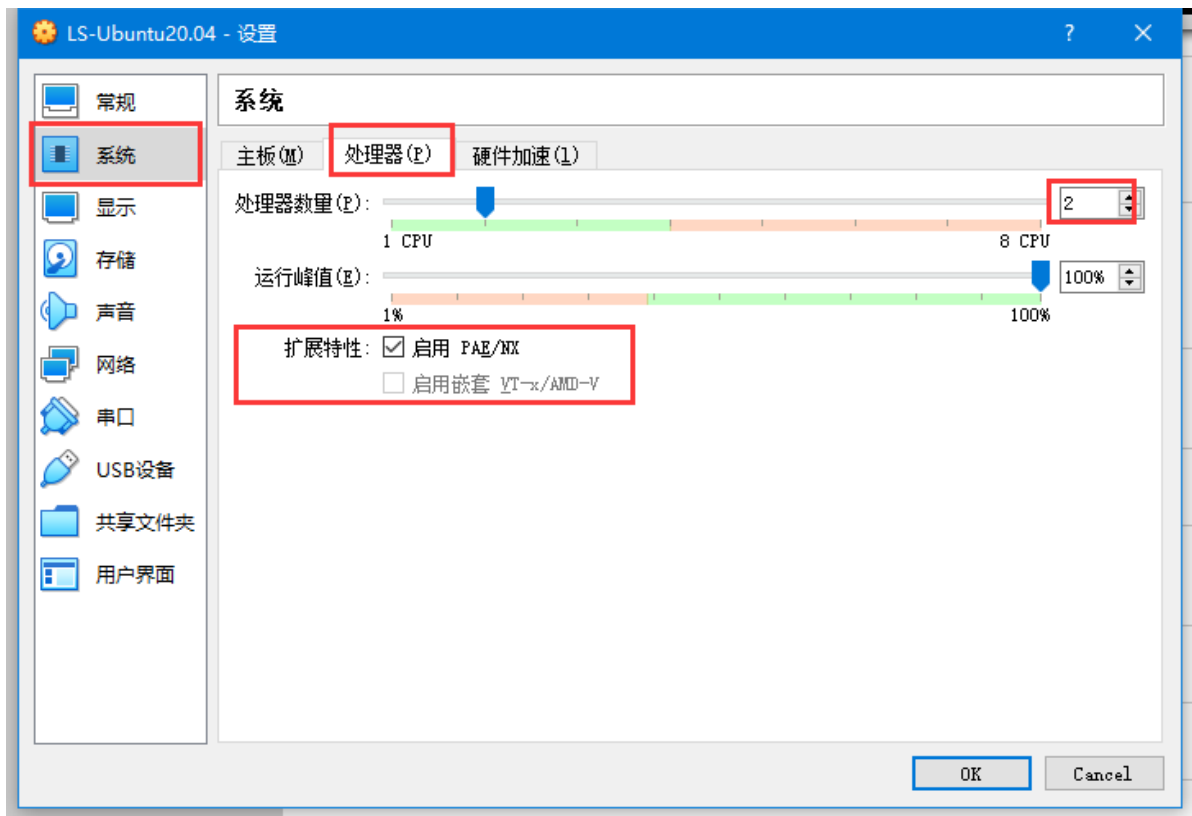 LS-Ubuntu20.04 - 设置
常规
系统
显示
存储
声音
网络
串口
USB设备
共享文件夹
用户界面
系统
主板(M) 处理器(P) 硬件加速(l)
处理器数量(P): 2
1 CPU 8 CPU
运行峰值(E): 100%
1% 100%
扩展特性: 启用 PAE/NX
启用嵌套 VT-x/AMD-V
OK Cancel